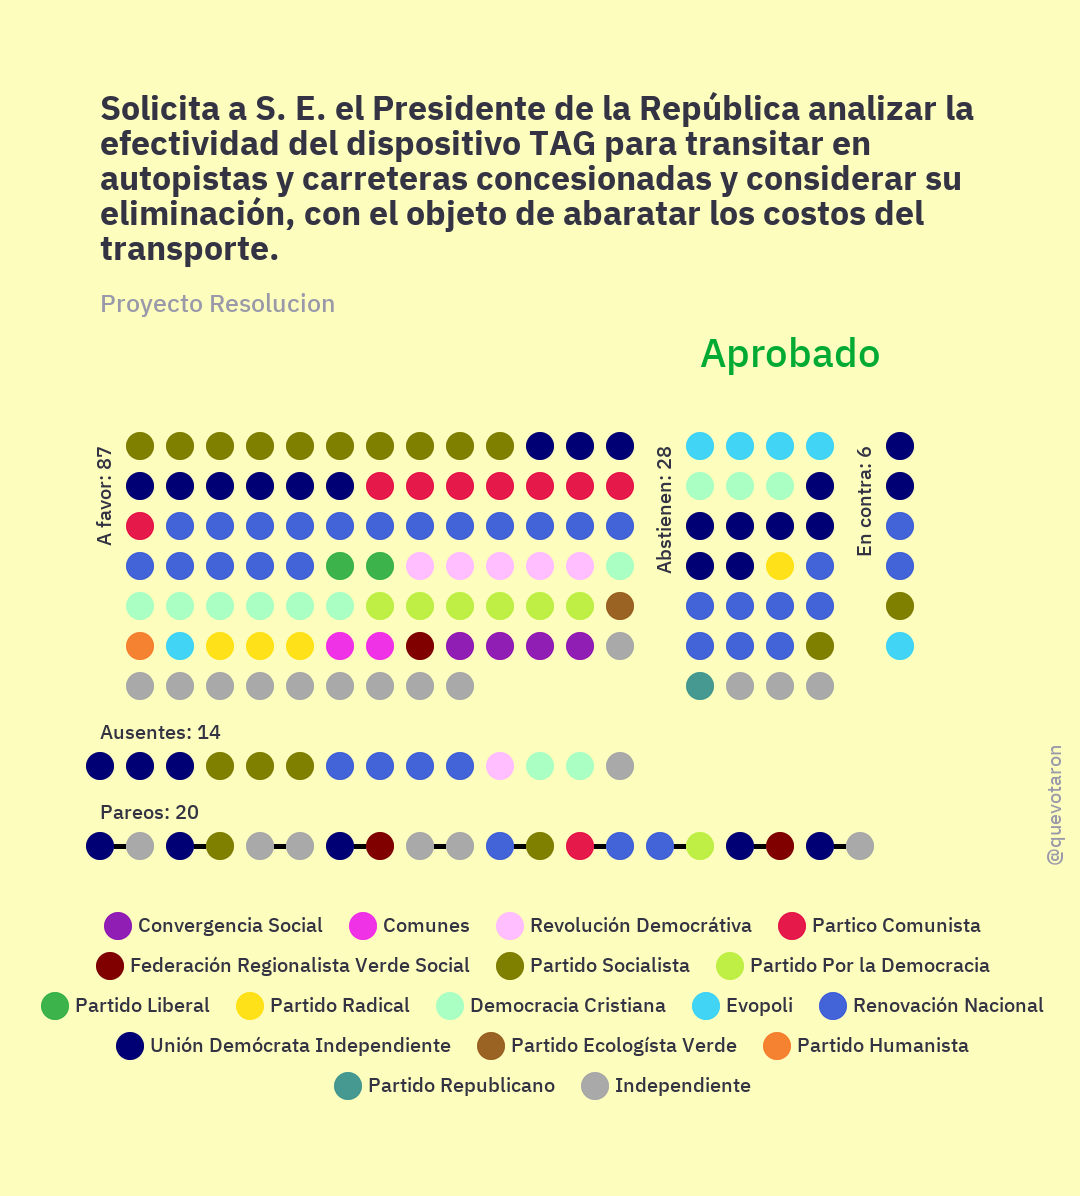 Solicita a S. E. el Presidente de la República analizar la
efectividad del dispositivo TAG para transitar en
autopistas y carreteras concesionadas y considerar su
eliminación, con el objeto de abaratar los costos del
transporte.
Proyecto Resolucion
Aprobado
A favor: 87
Abstienen: 28
En contra: 6
Ausentes: 14
Pareos: 20
@quevotaron
Convergencia Social Comunes Revolución Demócrátiva Partico Comunista
Federación Regionalista Verde Social Partido Socialista Partido Por la Democracia
Partido Liberal Partido Radical Democracia Cristiana Evopoli Renovación Nacional
Unión Demócrata Independiente Partido Ecologísta Verde Partido Humanista
Partido Republicano Independiente